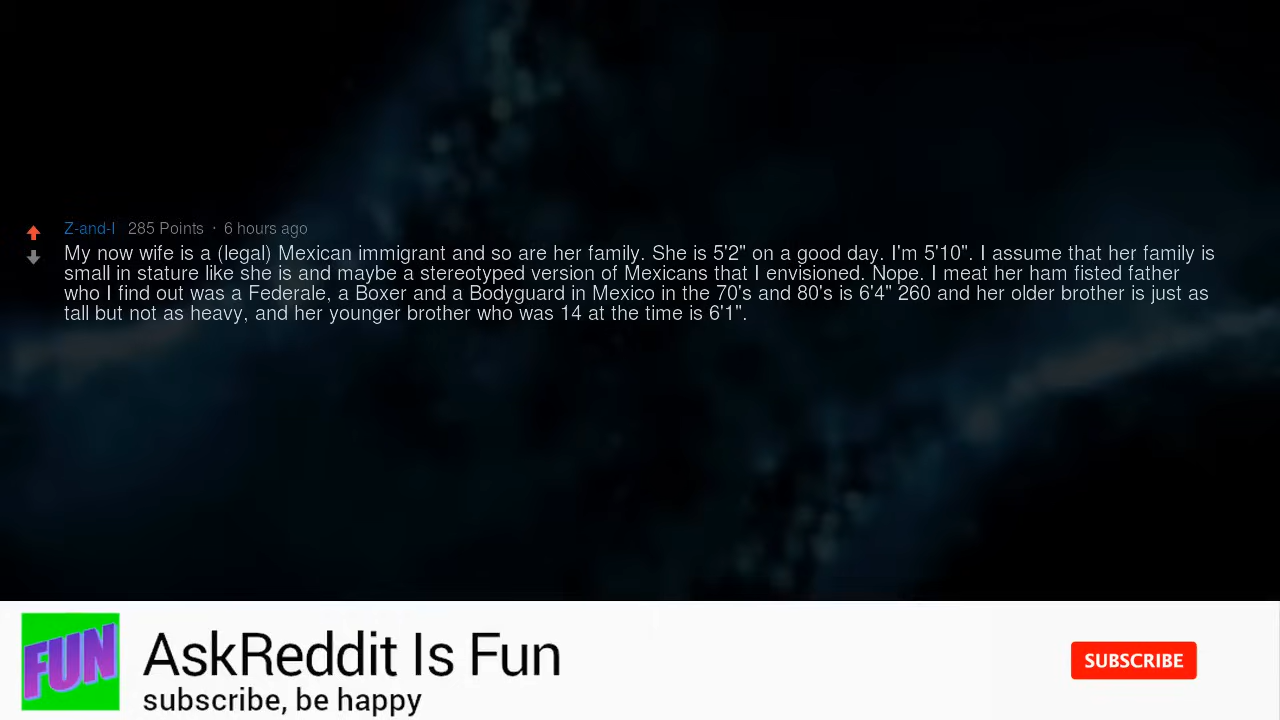 Z-and-I 285 Points · 6 hours ago
My now wife is a (legal) Mexican immigrant and so are her family. She is 5'2" on a good day. I'm 5'10". I assume that her family is
small in stature like she is and maybe a stereotyped version of Mexicans that I envisioned. Nope. I meat her ham fisted father
who I find out was a Federale, a Boxer and a Bodyguard in Mexico in the 70's and 80's is 6'4" 260 and her older brother is just as
tall but not as heavy, and her younger brother who was 14 at the time is 6'1".
FUN
AskReddit Is Fun
subscribe, be happy
SUBSCRIBE